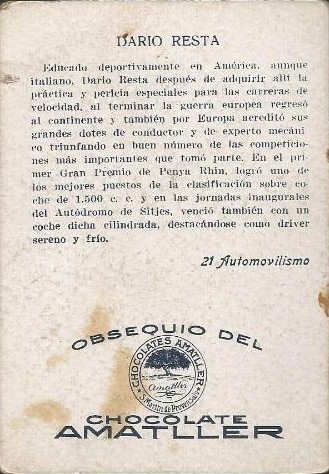 DARIO RESTA
Educado deportivamente en América, aunque
italiano, Dario Resta después de adquirir allí la
práctica y pericia especiales para las carreras de
velocidad, al terminar la guerra europea regresó
al continente y también por Europa acreditó sus
grandes dotes de conductor y de experto mecáni-
co triunfando en buen número de las competicio-
nes más importantes que tomó parte. En el pri-
mer Gran Premio de Penya Rhin, logró uno de
los mejores puestos de la clasificación sobre co-
che de 1.500 c. c. y en las jornadas inaugurales
del Autódromo de Sitjes, venció también con un
coche dicha cilindrada, destacándose como driver
sereno y frío.
21 Automovilismo
OBSEQUIO DEL
CHOCOLATES AMATLLER
Amatller
S. Martín de Provensals
CHOCOLATE
AMATLLER